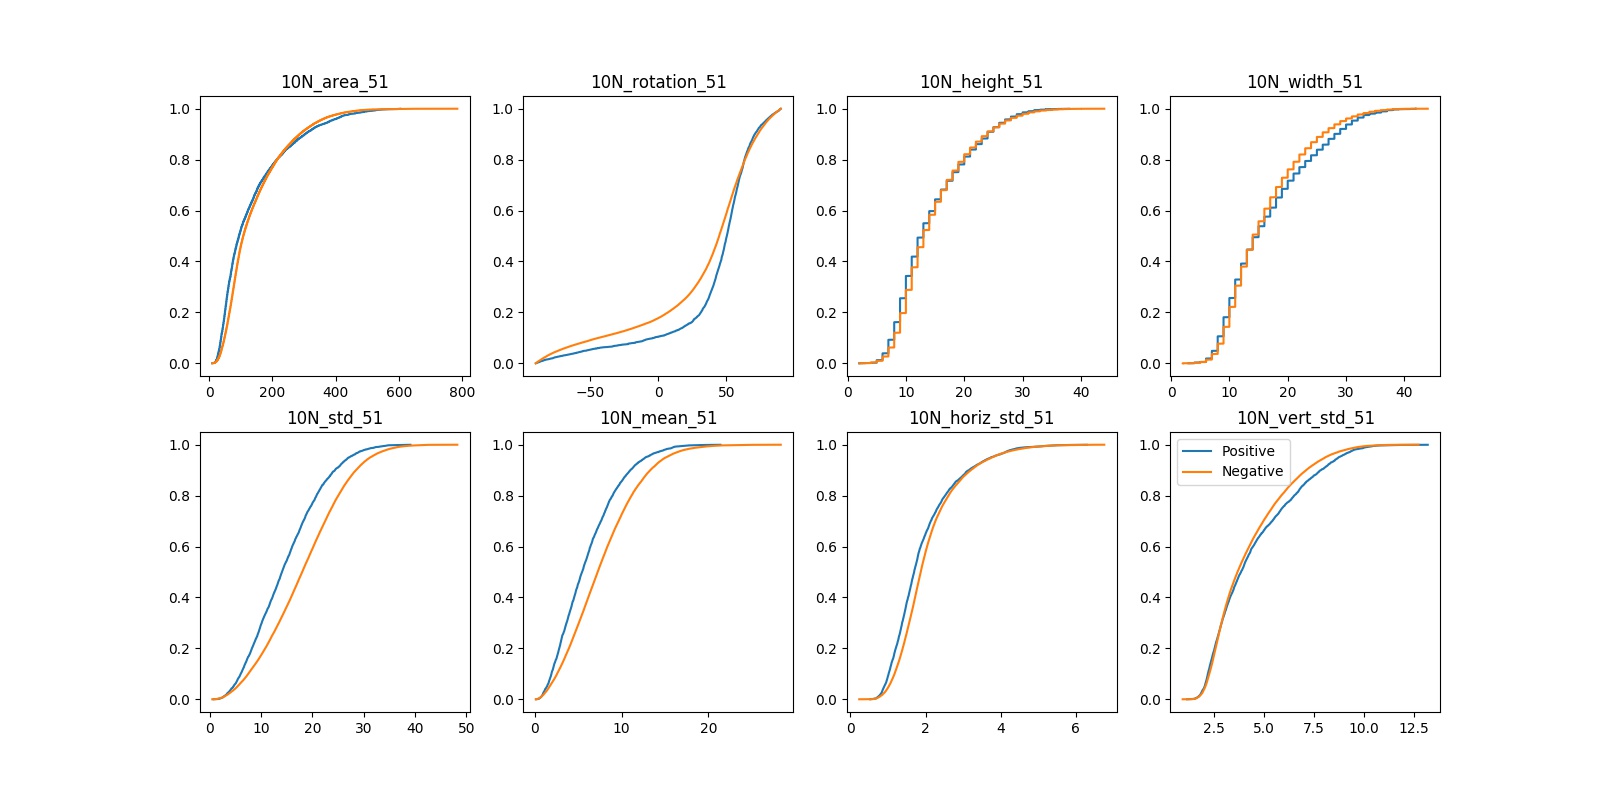 10N_area_51 10N_rotation_51 10N_height_51 10N_width_51
1.0 1.0 1.0 1.0
0.8 0.8 0.8 0.8
0.6 0.6 0.6 0.6
0.4 0.4 0.4 0.4
0.2 0.2 0.2 0.2
0.0 0.0 0.0 0.0
0 200 400 600 800 −50 0 50 0 10 20 30 40 0 10 20 30 40
10N_std_51 10N_mean_51 10N_horiz_std_51 10N_vert_std_51
1.0 1.0 1.0 1.0 Positive
Negative
0.8 0.8 0.8 0.8
0.6 0.6 0.6 0.6
0.4 0.4 0.4 0.4
0.2 0.2 0.2 0.2
0.0 0.0 0.0 0.0
0 10 20 30 40 50 0 10 20 0 2 4 6 2.5 5.0 7.5 10.0 12.5